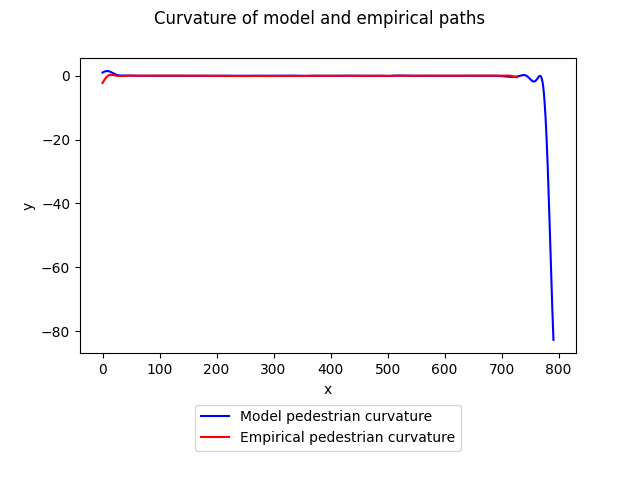 Curvature of model and empirical paths
0
−20
−40
−60
−80
y
0 100 200 300 400 500 600 700 800
x
Model pedestrian curvature
Empirical pedestrian curvature